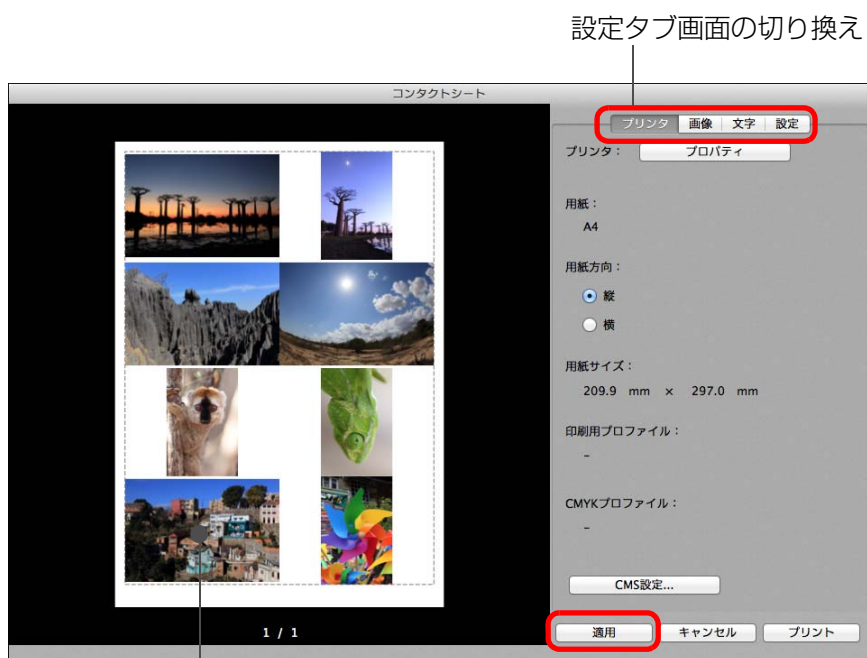 設定タブ画面の切り換え
コンタクトシート
プリンタ 画像 文字 設定
プリンタ： プロパティ
用紙：
A4
用紙方向：
縦
横
用紙サイズ：
209.9 mm × 297.0 mm
印刷用プロファイル：
–
CMYKプロファイル：
–
CMS設定...
1 / 1
適用 キャンセル プリント